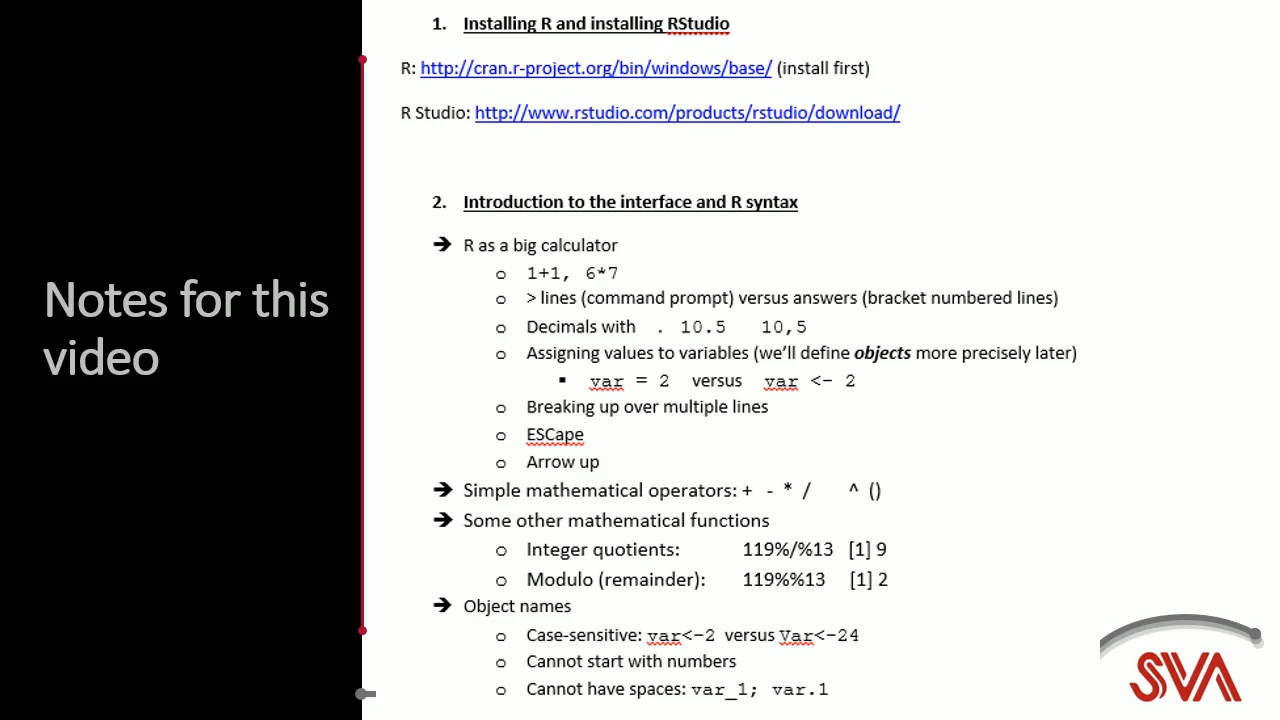 Notes for this
video
1. Installing R and installing RStudio
R: http://cran.r-project.org/bin/windows/base/ (install first)
R Studio: http://www.rstudio.com/products/rstudio/download/
2. Introduction to the interface and R syntax
➔ R as a big calculator
o 1+1, 6*7
o > lines (command prompt) versus answers (bracket numbered lines)
o Decimals with . 10.5 10,5
o Assigning values to variables (we’ll define objects more precisely later)
▪ var = 2 versus var <- 2
o Breaking up over multiple lines
o ESCape
o Arrow up
➔ Simple mathematical operators: + - * / ^ ()
➔ Some other mathematical functions
o Integer quotients: 119%/%13 [1] 9
o Modulo (remainder): 119%%13 [1] 2
➔ Object names
o Case-sensitive: var<-2 versus Var<-24
o Cannot start with numbers
o Cannot have spaces: var_1; var.1
SVA